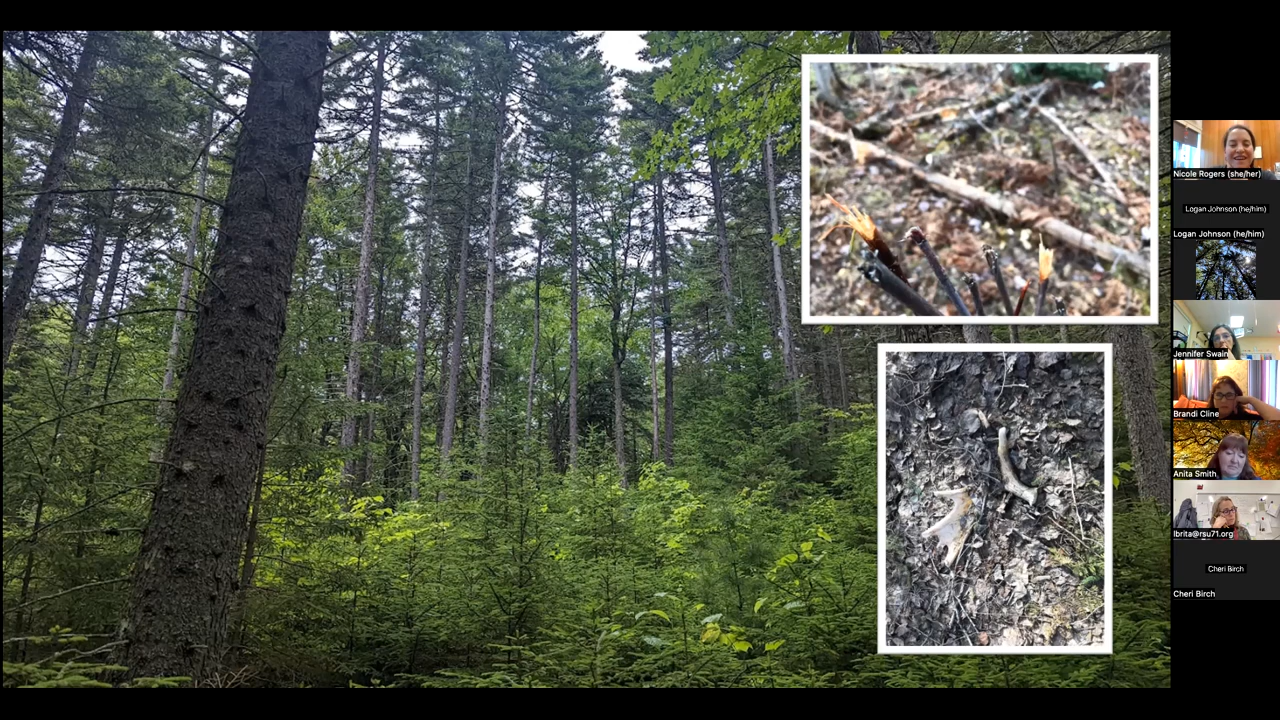 Nicole Rogers (she/her)
Logan Johnson (he/him)
Logan Johnson (he/him)
Jennifer Swain
Brandi Cline
Anita Smith
lbrita@rsu71.org
Cheri Birch
Cheri Birch